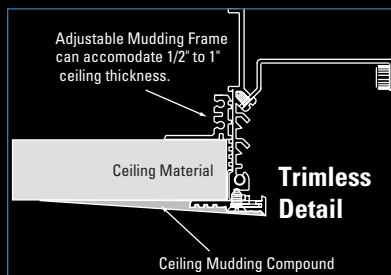 Adjustable Mudding Frame
can accomodate 1/2" to 1"
ceiling thickness.
Ceiling Material
Trimless
Detail
Ceiling Mudding Compound